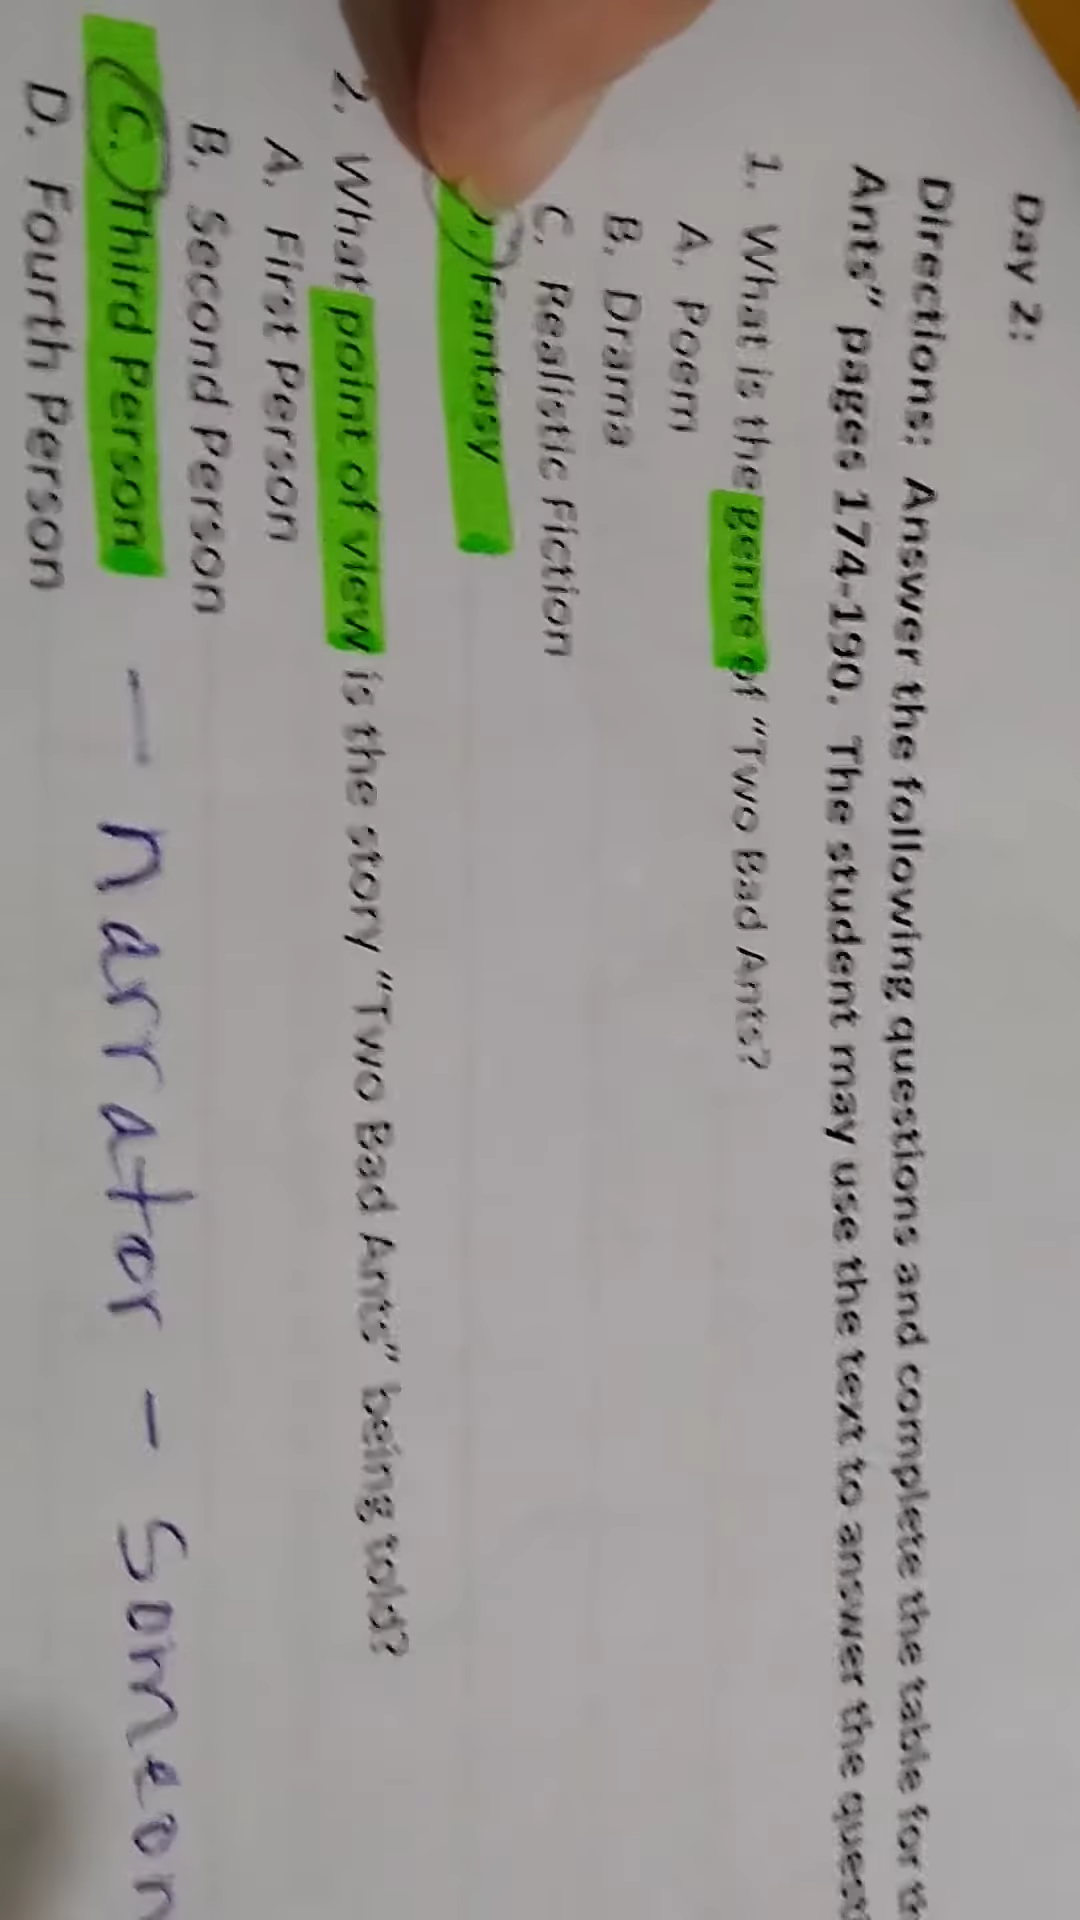 Day 2:
Directions: Answer the following questions and complete the table for
Ants" pages 174-190. The student may use the text to answer the
1. What is the genre of "Two Bad Ants?
A. Poem
B. Drama
C. Realistic Fiction
Fantasy
2. What point of view is the story "Two Bad Ants" being told?
A. First Person
B. Second Person
C. Third Person - narrator -
D. Fourth Person